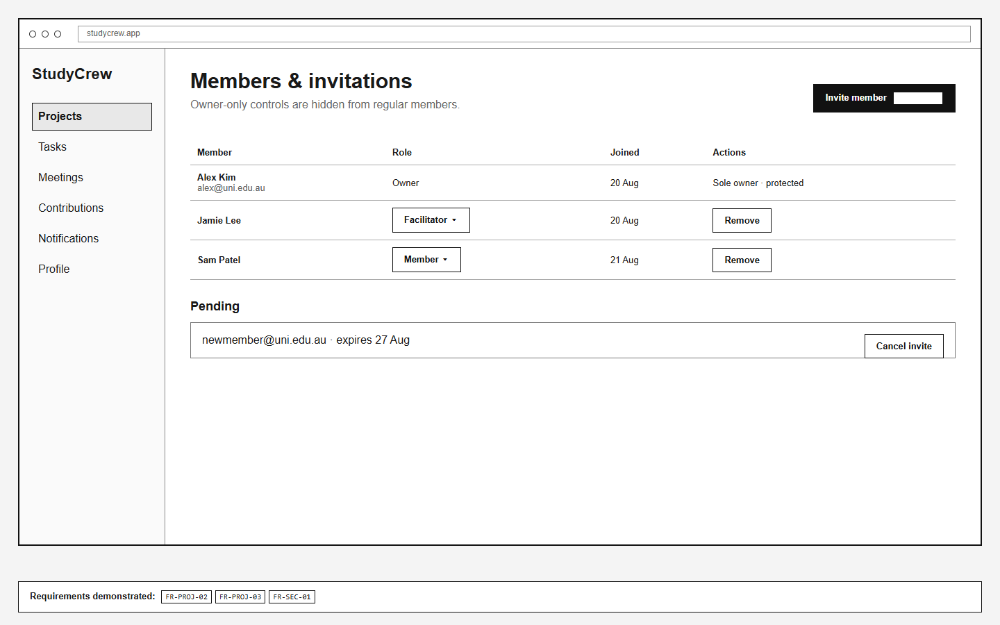 studycrew.app
StudyCrew
Projects
Tasks
Meetings
Contributions
Notifications
Profile
Members & invitations
Owner-only controls are hidden from regular members.
Invite member
Member Role Joined Actions
Alex Kim
alex@uni.edu.au
Owner 20 Aug Sole owner · protected
Jamie Lee Facilitator 20 Aug Remove
Sam Patel Member 21 Aug Remove
Pending
newmember@uni.edu.au · expires 27 Aug
Cancel invite
Requirements demonstrated: FR-PROJ-02 FR-PROJ-03 FR-SEC-01